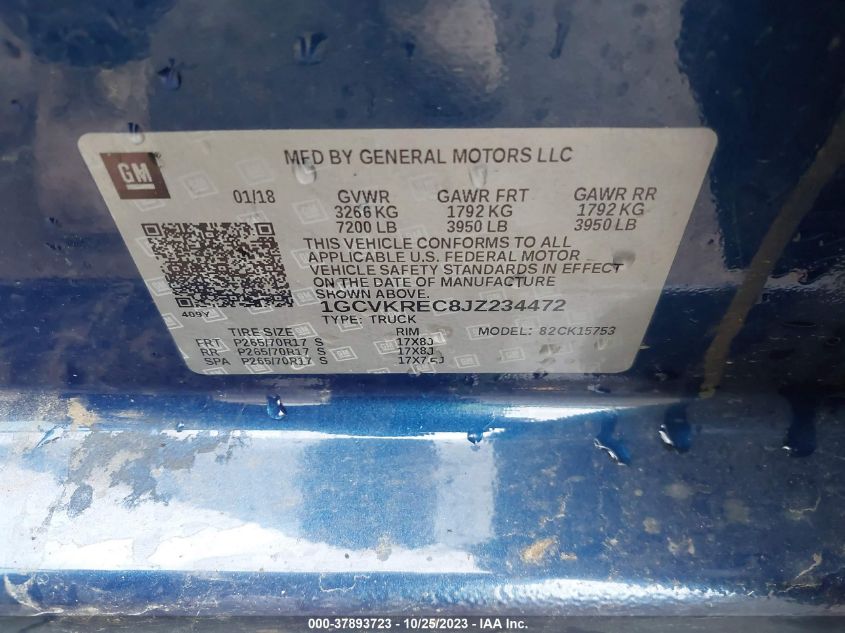 MFD BY GENERAL MOTORS LLC
GM
01/18 GVWR GAWR FRT GAWR RR
3266 KG 1792 KG 1792 KG
7200 LB 3950 LB 3950 LB
THIS VEHICLE CONFORMS TO ALL
APPLICABLE U.S. FEDERAL MOTOR
VEHICLE SAFETY STANDARDS IN EFFECT
ON THE DATE OF MANUFACTURE
SHOWN ABOVE.
1GCVKREC8JZ234472
409Y
TYPE: TRUCK MODEL: 82CK15753
TIRE SIZE RIM
FRT P265/70R17 S 17X8J
RR P265/70R17 S 17X8J
SPA P265/70R17 S 17X7.5J
000-37893723 - 10/25/2023 - IAA Inc.